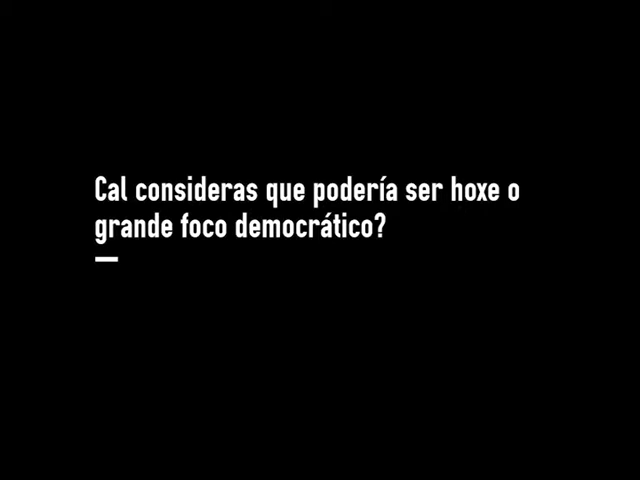 Cal consideras que podería ser hoxe o
grande foco democrático?